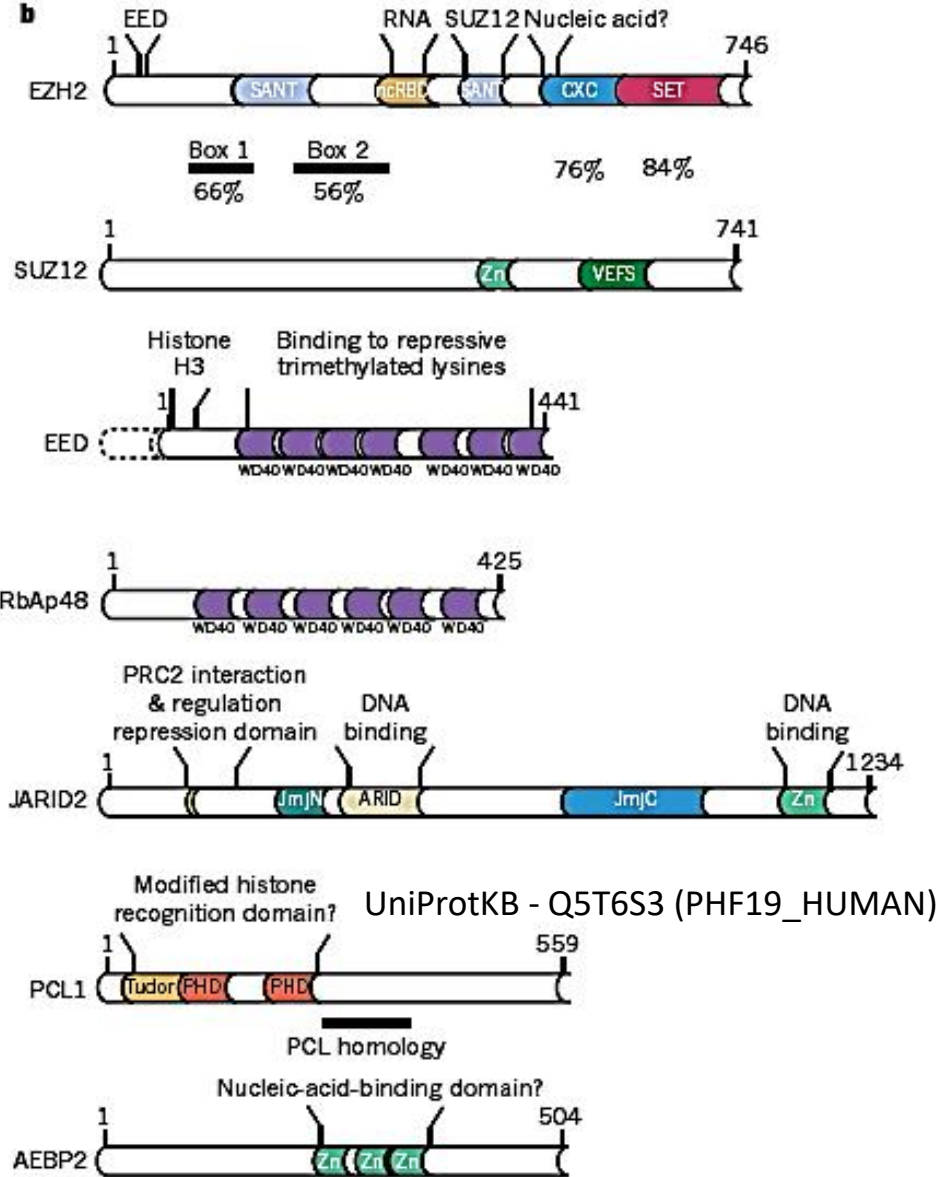 b
EED RNA SUZ12 Nucleic acid?
1 746
EZH2 SANT ncRBD SANT CXC SET
Box 1 Box 2
66% 56% 76% 84%
1 741
SUZ12 Zn VEFS
Histone H3
Binding to repressive trimethylated lysines
1 441
EED
WD40 WD40 WD40 WD40 WD40 WD40 WD40
1 425
RbAp48
WD40 WD40 WD40 WD40 WD40 WD40
PRC2 interaction
& regulation
repression domain
DNA
binding
DNA
binding
1 1234
JARID2 JmjN ARID JmjC Zn
Modified histone
recognition domain?
UniProtKB - Q5T6S3 (PHF19_HUMAN)
1 559
PCL1 Tudor PHD PHD
PCL homology
Nucleic-acid-binding domain?
1 504
AEBP2 Zn Zn Zn